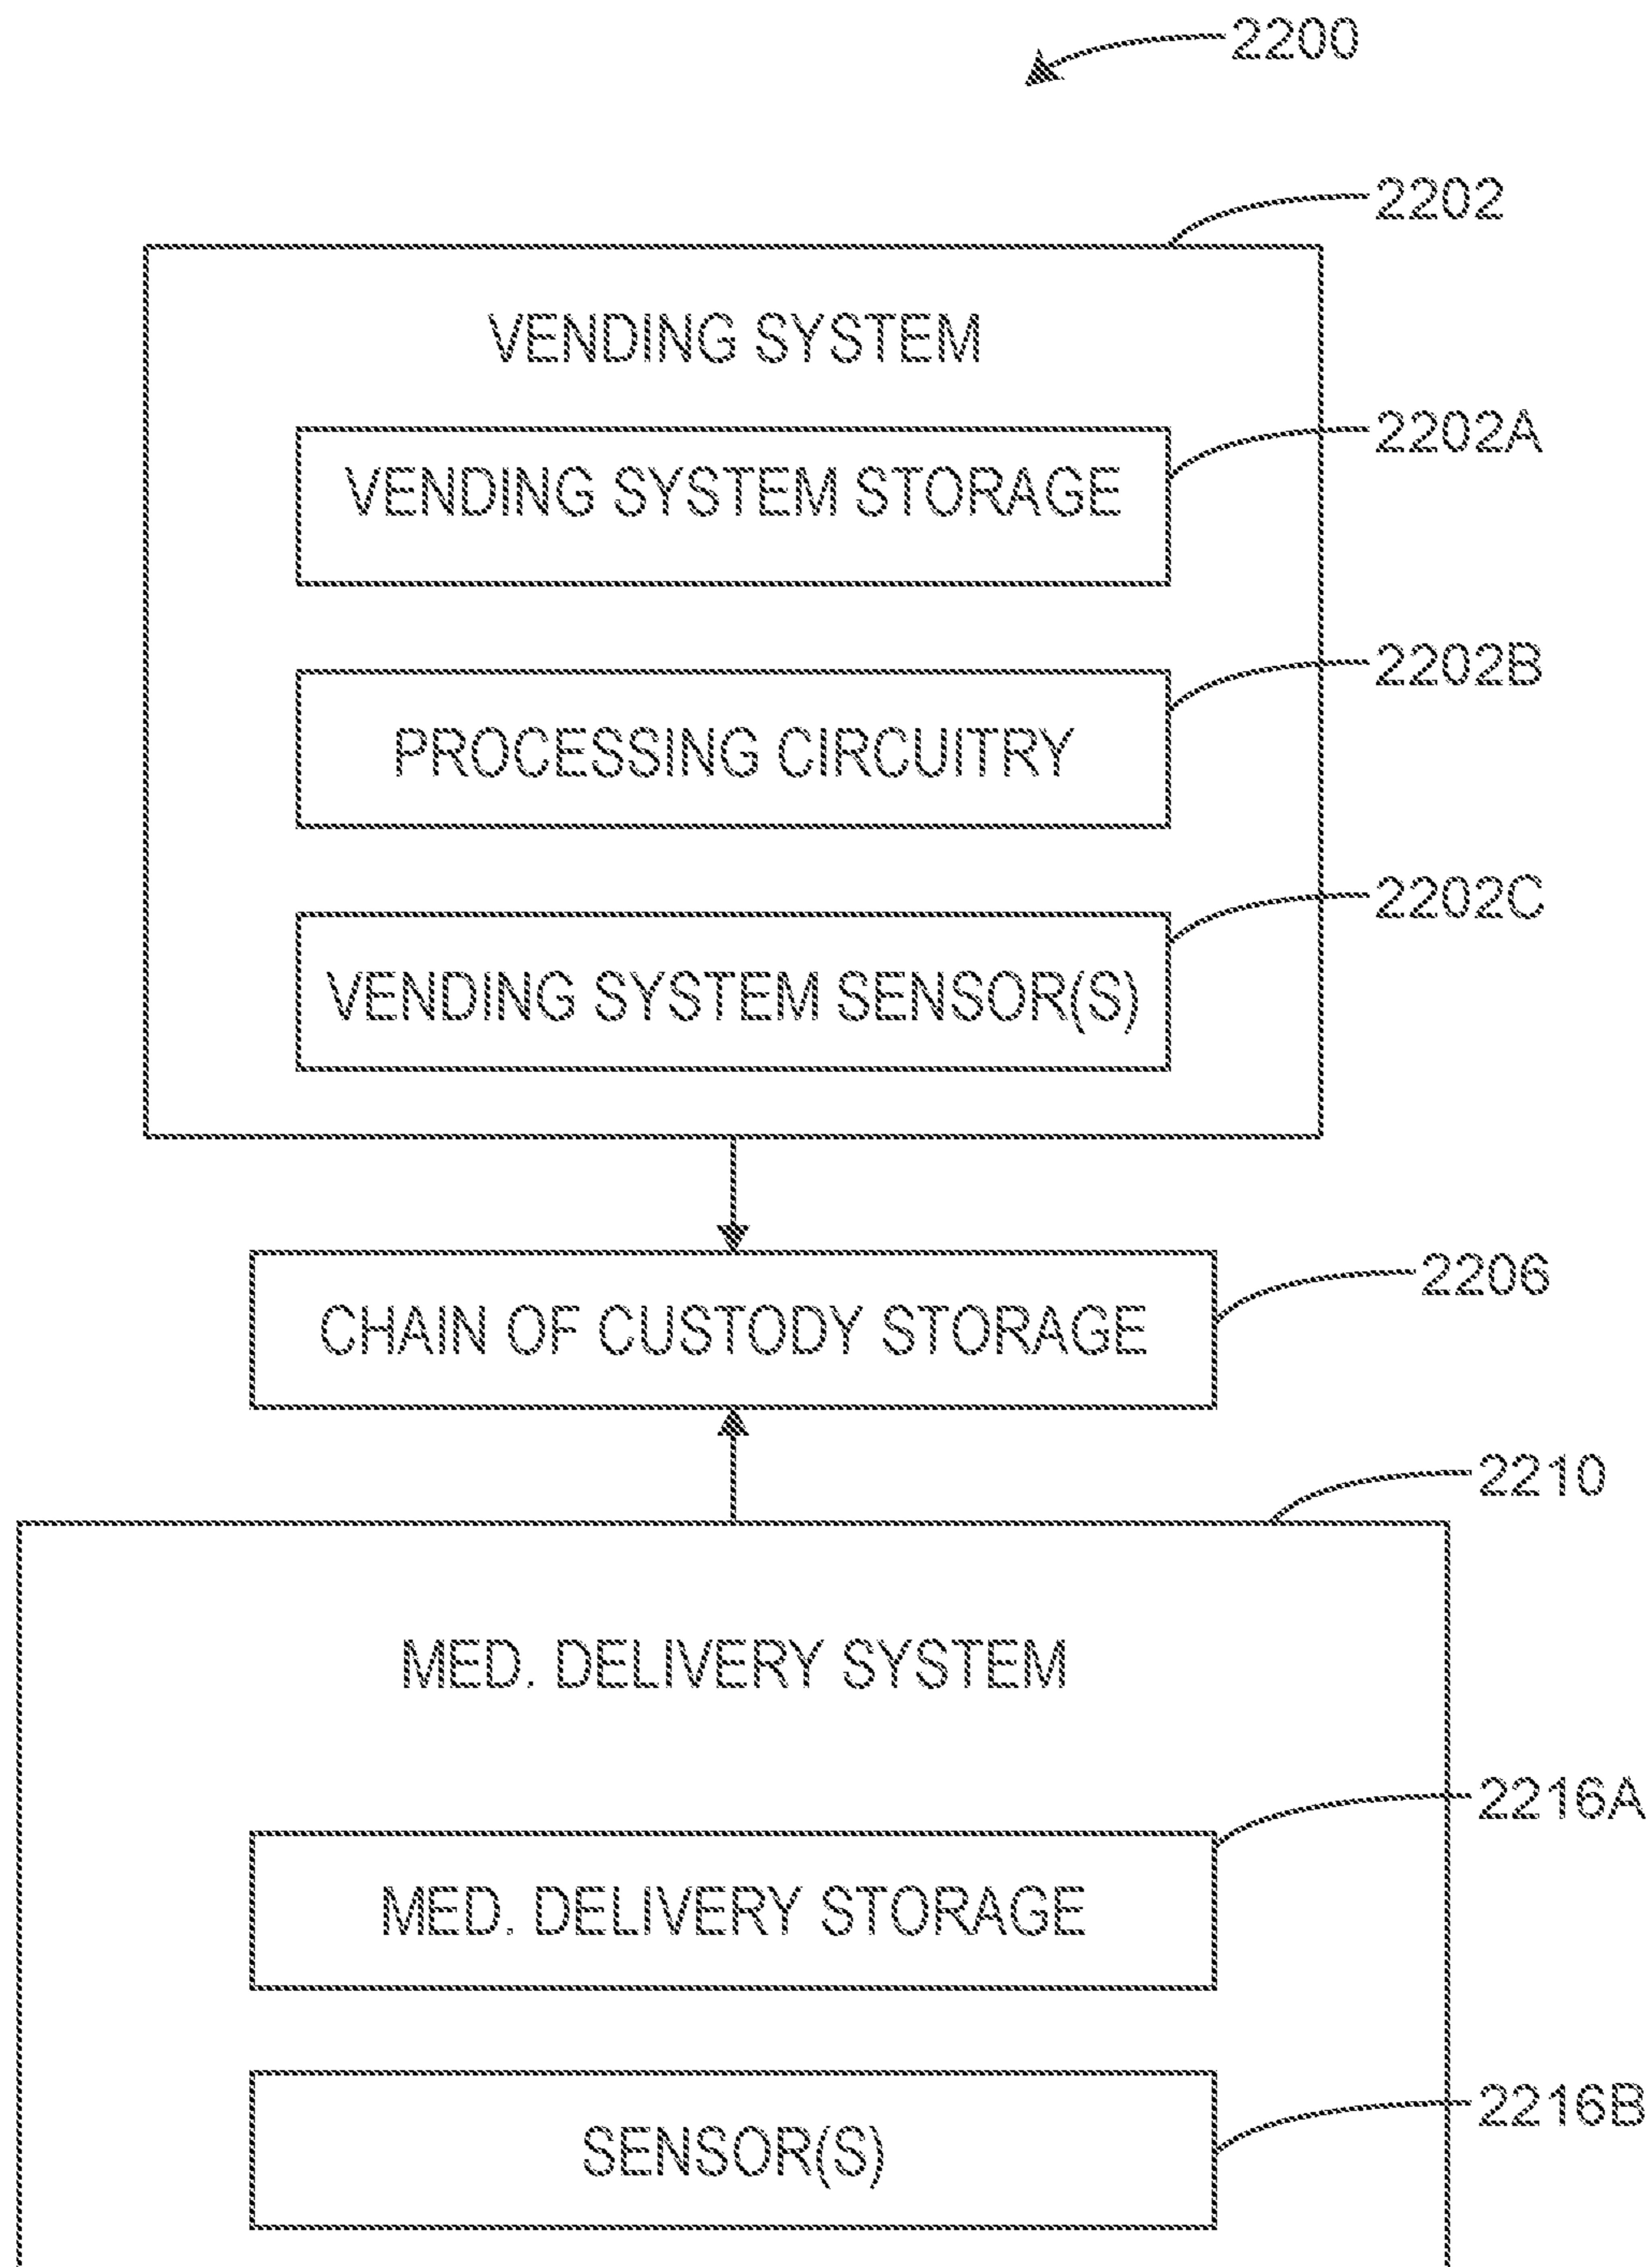 2200
2202
VENDING SYSTEM
2202A
VENDING SYSTEM STORAGE
2202B
PROCESSING CIRCUITRY
2202C
VENDING SYSTEM SENSOR(S)
2206
CHAIN OF CUSTODY STORAGE
2210
MED. DELIVERY SYSTEM
2216A
MED. DELIVERY STORAGE
2216B
SENSOR(S)